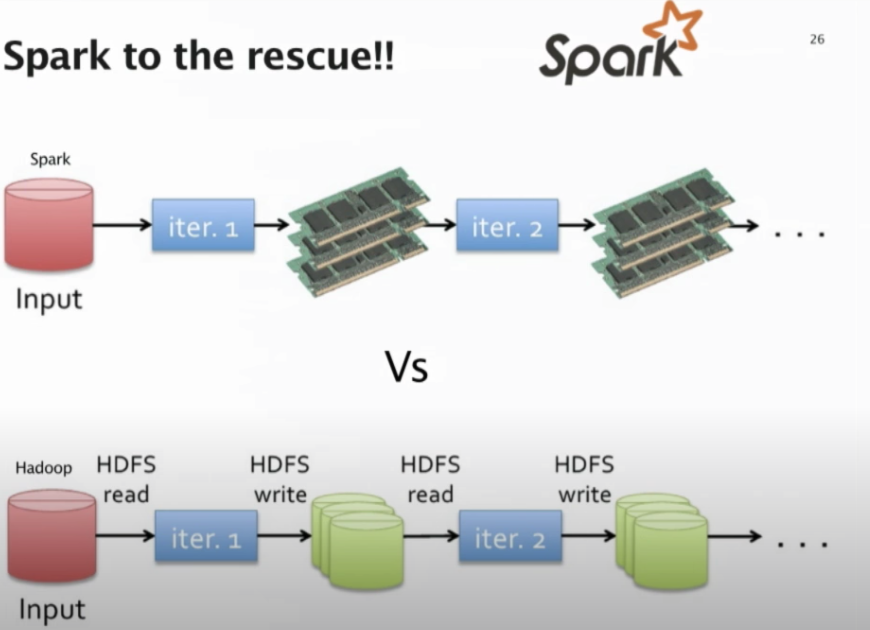 Spark to the rescue!!
Spark
26
Spark
iter. 1
iter. 2
. . .
Input
Vs
Hadoop
HDFS read
HDFS write
HDFS read
HDFS write
iter. 1
iter. 2
. . .
Input